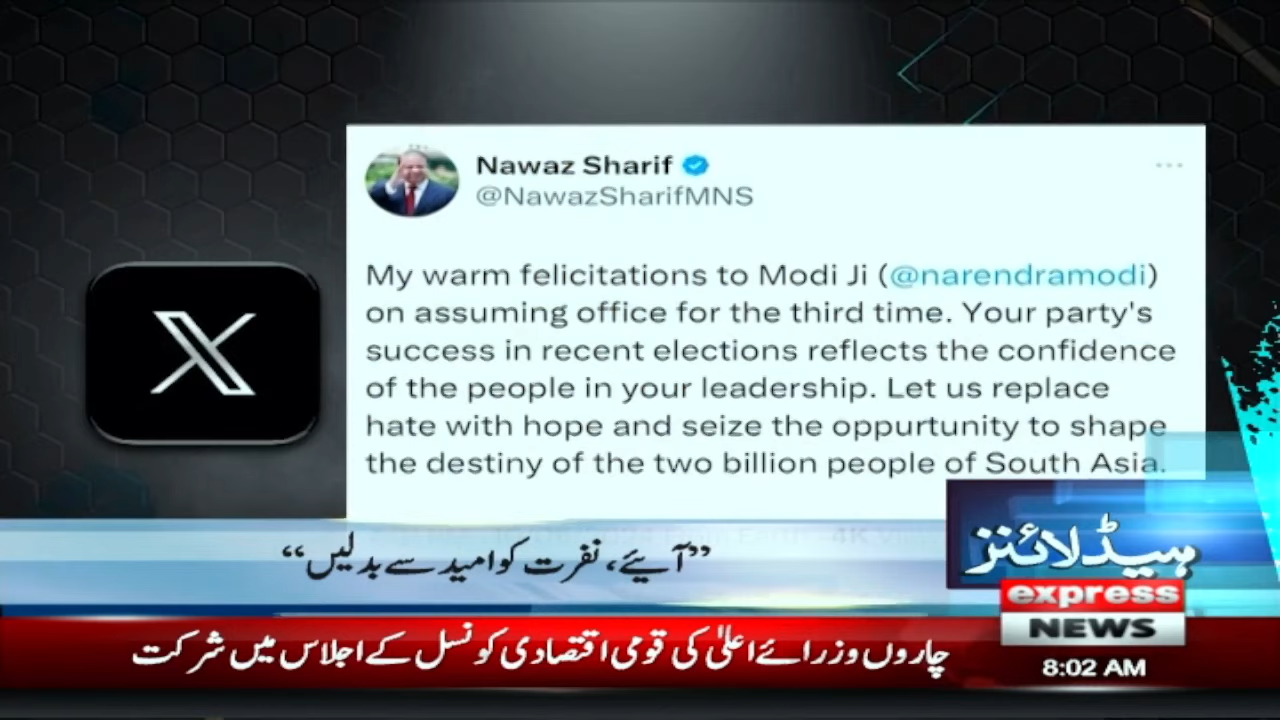 Nawaz Sharif
@NawazSharifMNS
My warm felicitations to Modi Ji (@narendramodi)
on assuming office for the third time. Your party's
success in recent elections reflects the confidence
of the people in your leadership. Let us replace
hate with hope and seize the oppurtunity to shape
the destiny of the two billion people of South Asia.
”آیئے، نفرت کو امید سے بدلیں“
ہیڈلائنز
express
NEWS
چاروں وزرائے اعلیٰ کی قومی اقتصادی کونسل کے اجلاس میں شرکت
8:02 AM